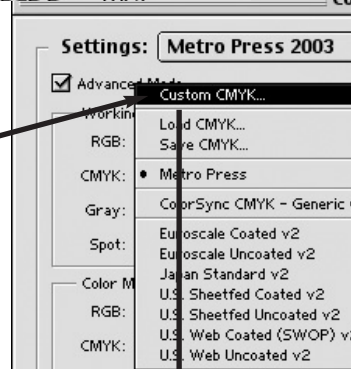 Settings: Metro Press 2003
Advanced Mode
Custom CMYK...
Load CMYK...
RGB:
Save CMYK...
CMYK: • Metro Press
Gray: ColorSync CMYK - Generic
Euroscale Coated v2
Spot:
Euroscale Uncoated v2
Japan Standard v2
Color M
U.S. Sheetfed Coated v2
RGB:
U.S. Sheetfed Uncoated v2
U.S. Web Coated (SWOP) v2
CMYK:
U.S. Web Uncoated v2